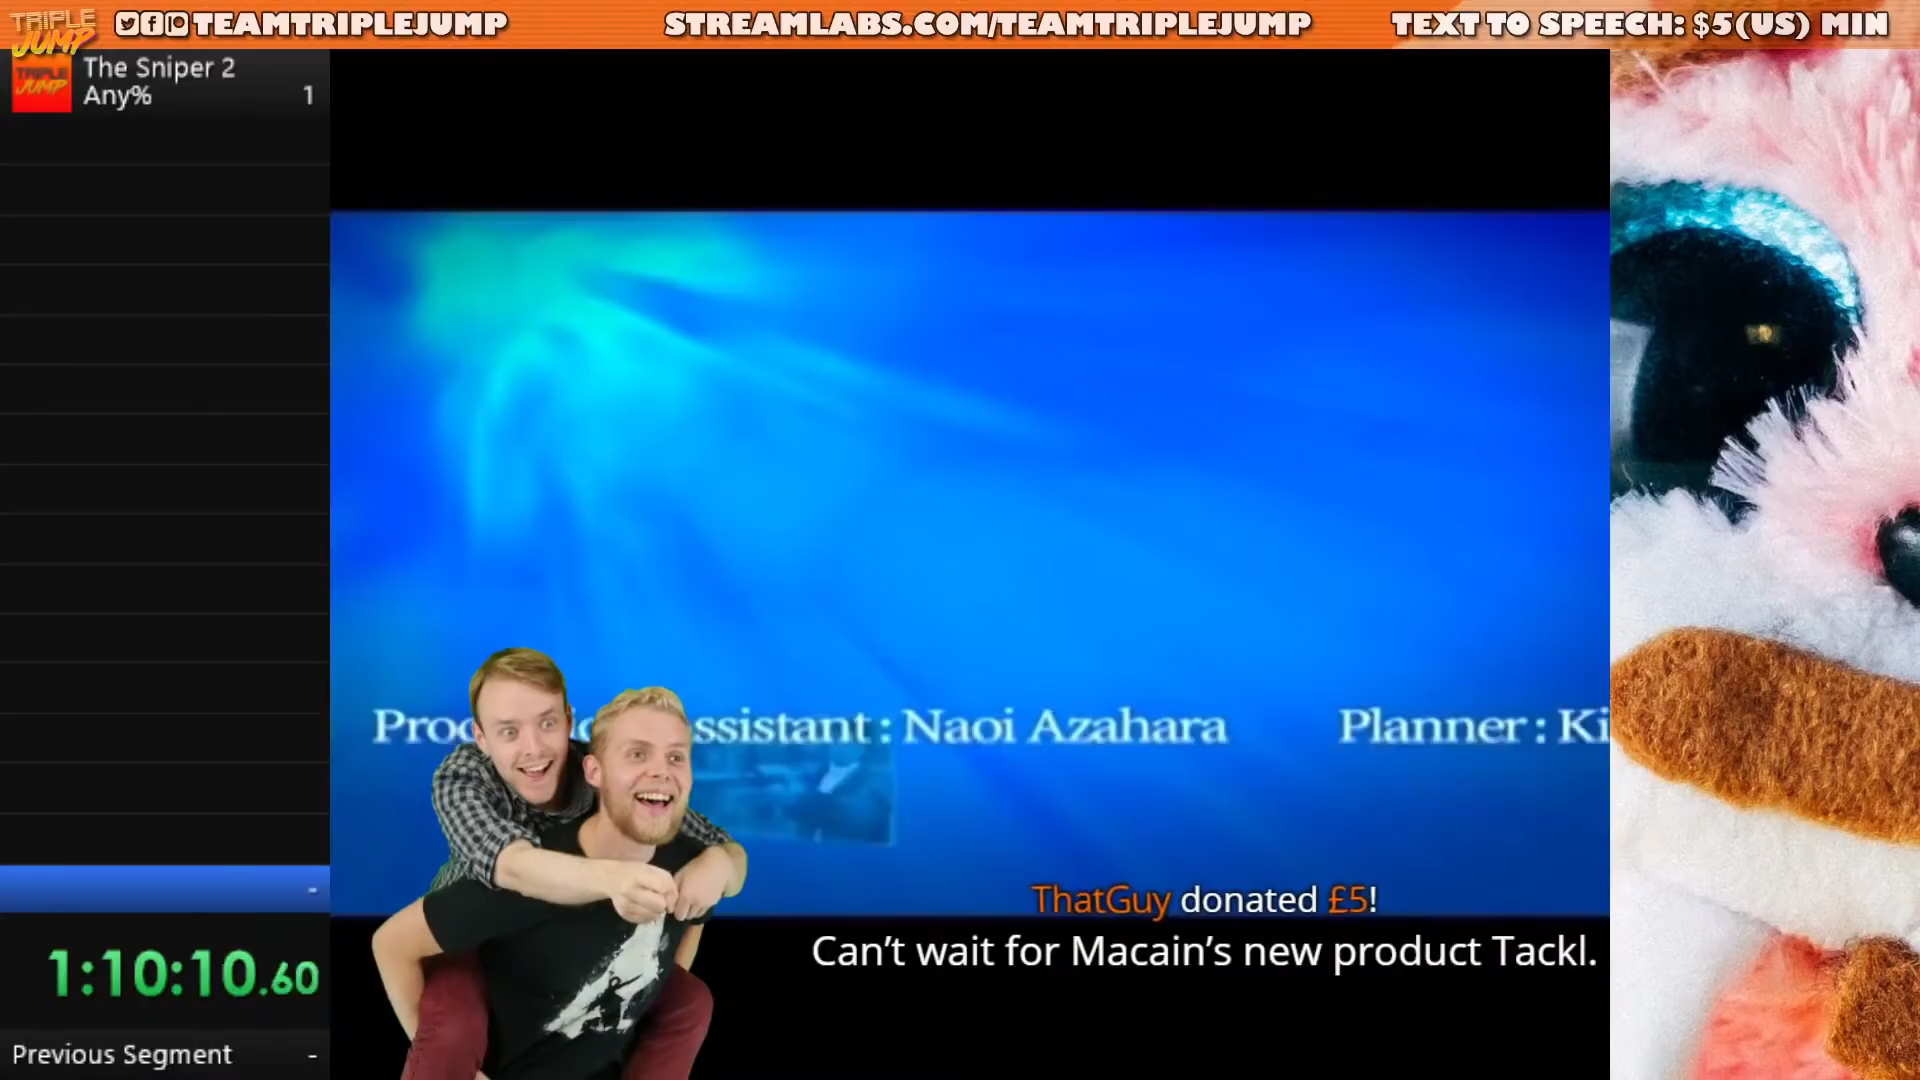 TRIPLE JUMP
TEAMTRIPLEJUMP
STREAMLABS.COM/TEAMTRIPLEJUMP
TEXT TO SPEECH: $5(US) MIN
TRIPLE JUMP
The Sniper 2
Any% 1
ssistant : Naoi Azahara
Planner : Ki
ThatGuy donated £5!
Can't wait for Macain's new product Tackl.
-
1:10:10.60
Previous Segment -